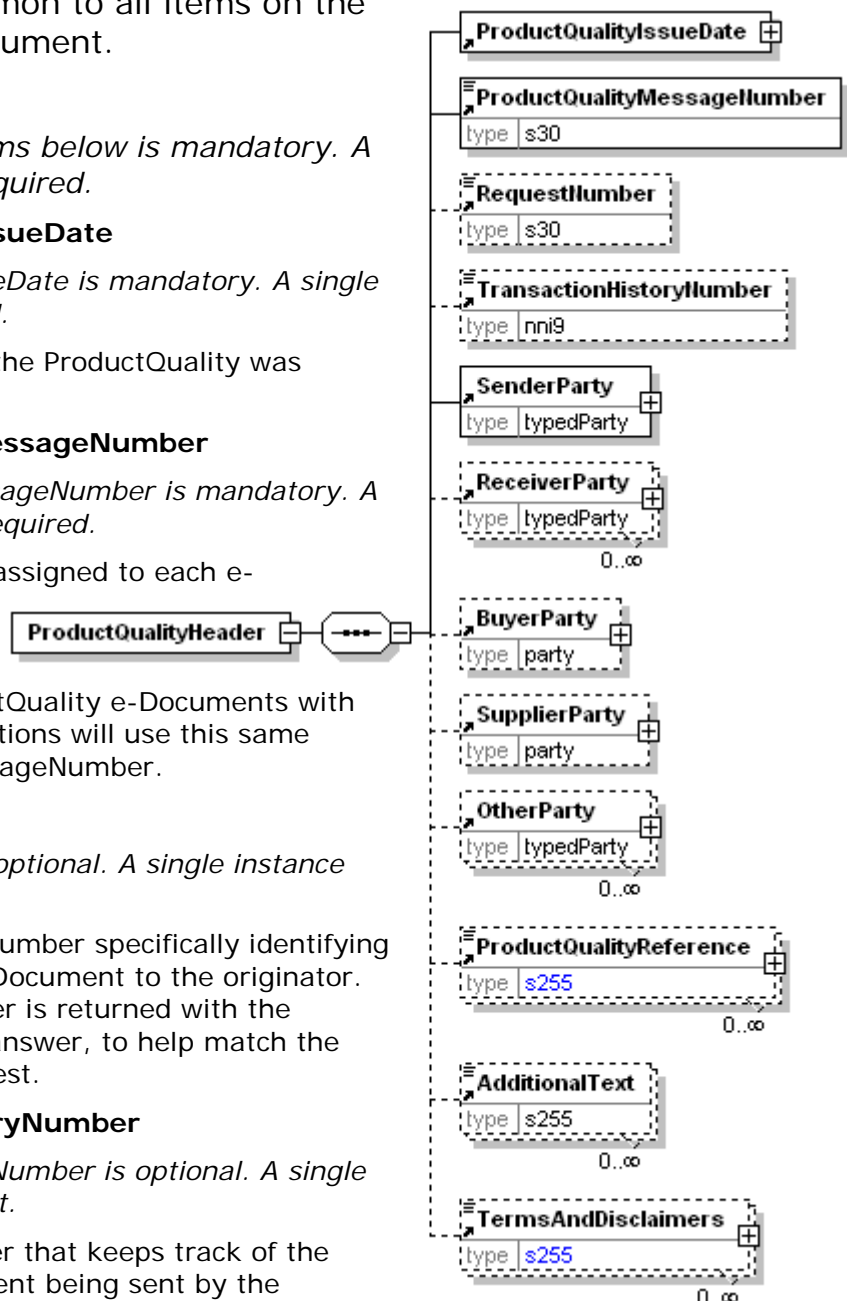 mon to all items on the
cument.
ms below is mandatory. A
quired.
sueDate
eDate is mandatory. A single
.
the ProductQuality was
essageNumber
sageNumber is mandatory. A
equired.
assigned to each e-
tQuality e-Documents with
tions will use this same
ageNumber.
optional. A single instance
umber specifically identifying
Document to the originator.
er is returned with the
answer, to help match the
est.
ryNumber
Number is optional. A single
t.
er that keeps track of the
ent being sent by the
ProductQualityHeader
ProductQualityIssueDate
ProductQualityMessageNumber
type s30
RequestNumber
type s30
TransactionHistoryNumber
type nni9
SenderParty
type typedParty
ReceiverParty
type typedParty
0..∞
BuyerParty
type party
SupplierParty
type party
OtherParty
type typedParty
0..∞
ProductQualityReference
type s255
0..∞
AdditionalText
type s255
0..∞
TermsAndDisclaimers
type s255
0..∞